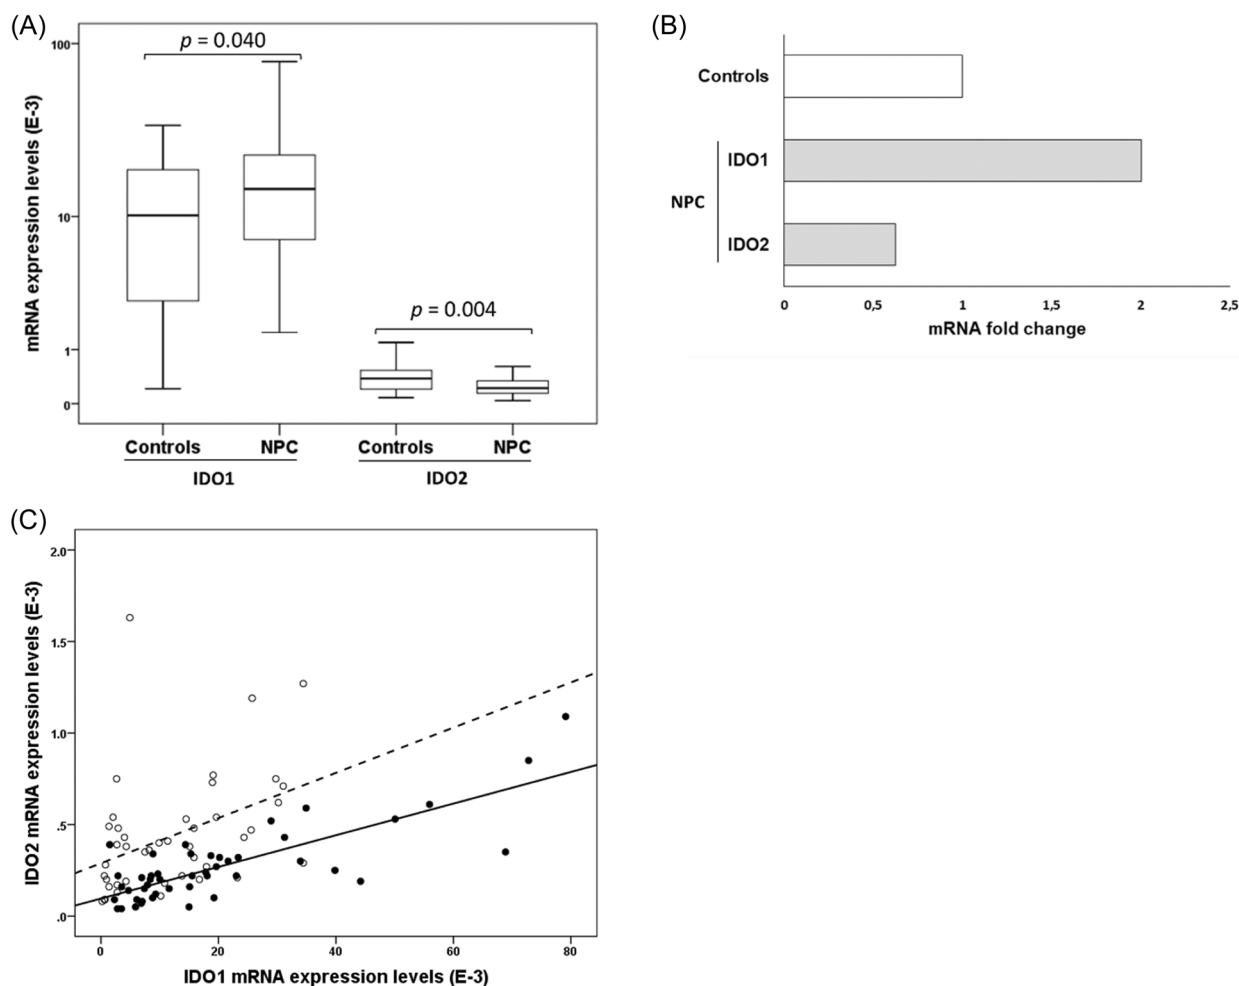 (A)
mRNA expression levels (E-3)
100
10
1
0
p = 0.040
p = 0.004
Controls NPC Controls NPC
IDO1 IDO2
(B)
Controls
NPC
IDO1
IDO2
0 0,5 1 1,5 2 2,5
mRNA fold change
(C)
IDO2 mRNA expression levels (E-3)
2.0
1.5
1.0
.5
.0
0 20 40 60 80
IDO1 mRNA expression levels (E-3)